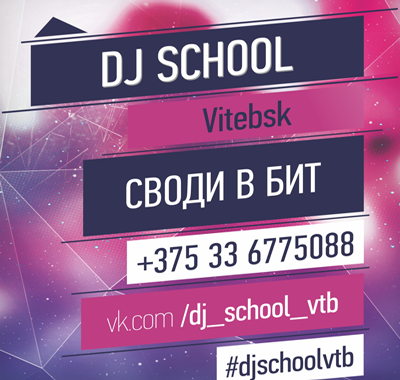 DJ SCHOOL
Vitebsk
СВОДИ В БИТ
+375 33 6775088
vk.com/dj_school_vtb
#djschoolvtb